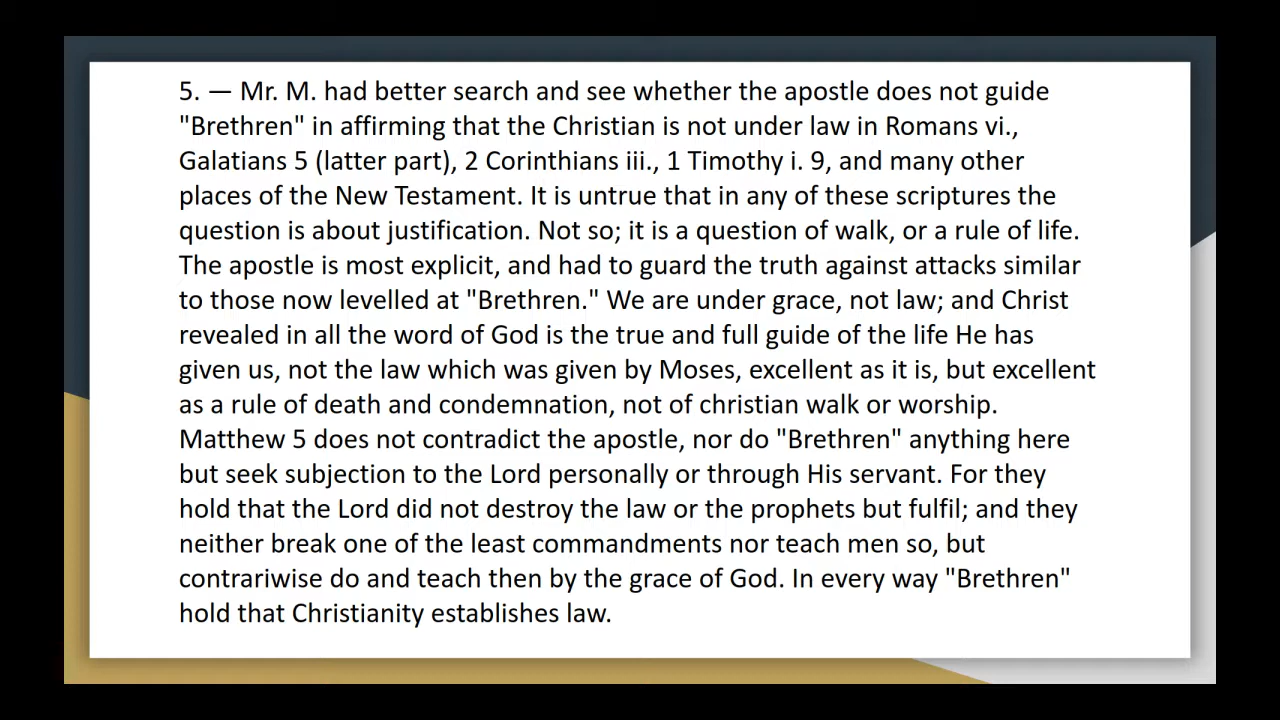 5. — Mr. M. had better search and see whether the apostle does not guide
"Brethren" in affirming that the Christian is not under law in Romans vi.,
Galatians 5 (latter part), 2 Corinthians iii., 1 Timothy i. 9, and many other
places of the New Testament. It is untrue that in any of these scriptures the
question is about justification. Not so; it is a question of walk, or a rule of life.
The apostle is most explicit, and had to guard the truth against attacks similar
to those now levelled at "Brethren." We are under grace, not law; and Christ
revealed in all the word of God is the true and full guide of the life He has
given us, not the law which was given by Moses, excellent as it is, but excellent
as a rule of death and condemnation, not of christian walk or worship.
Matthew 5 does not contradict the apostle, nor do "Brethren" anything here
but seek subjection to the Lord personally or through His servant. For they
hold that the Lord did not destroy the law or the prophets but fulfil; and they
neither break one of the least commandments nor teach men so, but
contrariwise do and teach then by the grace of God. In every way "Brethren"
hold that Christianity establishes law.